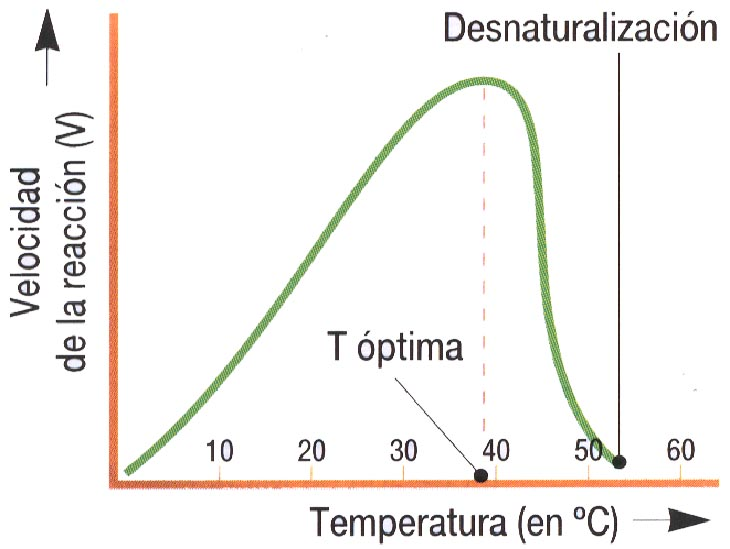 Desnaturalización
Velocidad
de la reacción (V)
T óptima
10 20 30 40 50 60
Temperatura (en ºC)